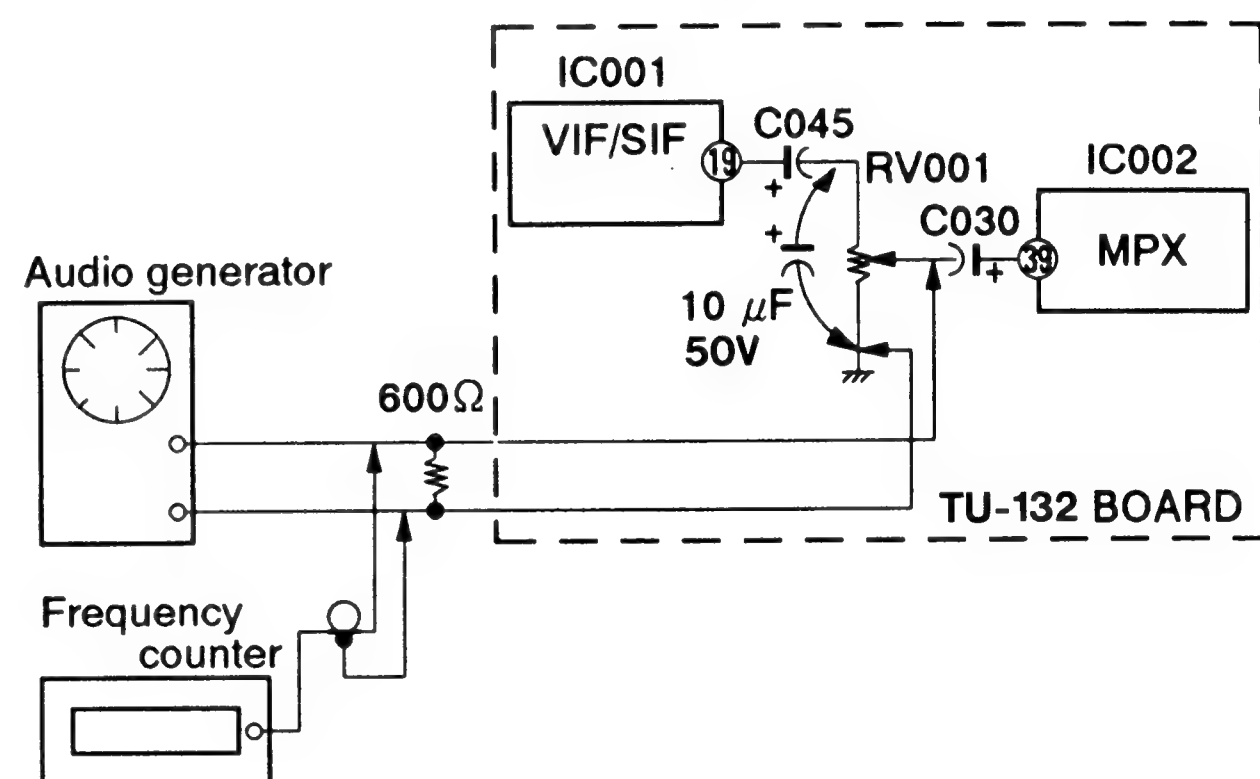 IC001
VIF/SIF
19
C045
+
RV001
IC002
C030
+
39
MPX
+
10 μF
50V
Audio generator
600Ω
TU-132 BOARD
Frequency
counter